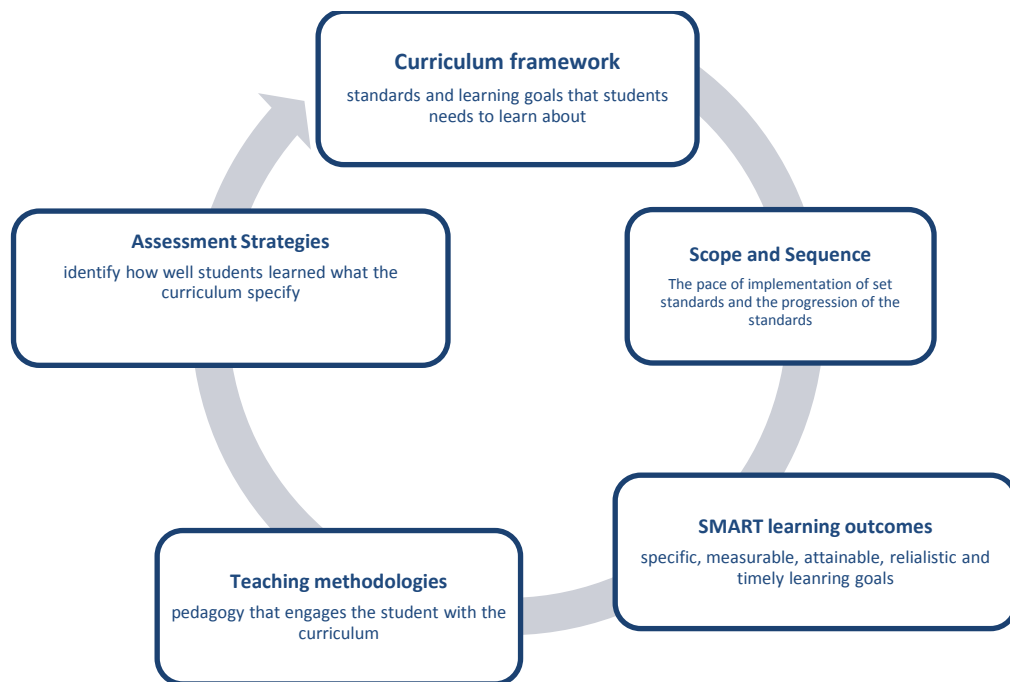 Curriculum framework
standards and learning goals that students
needs to learn about
Assessment Strategies
identify how well students learned what the
curriculum specify
Scope and Sequence
The pace of implementation of set
standards and the progression of the
standards
SMART learning outcomes
specific, measurable, attainable, relialistic and
timely leanring goals
Teaching methodologies
pedagogy that engages the student with the
curriculum